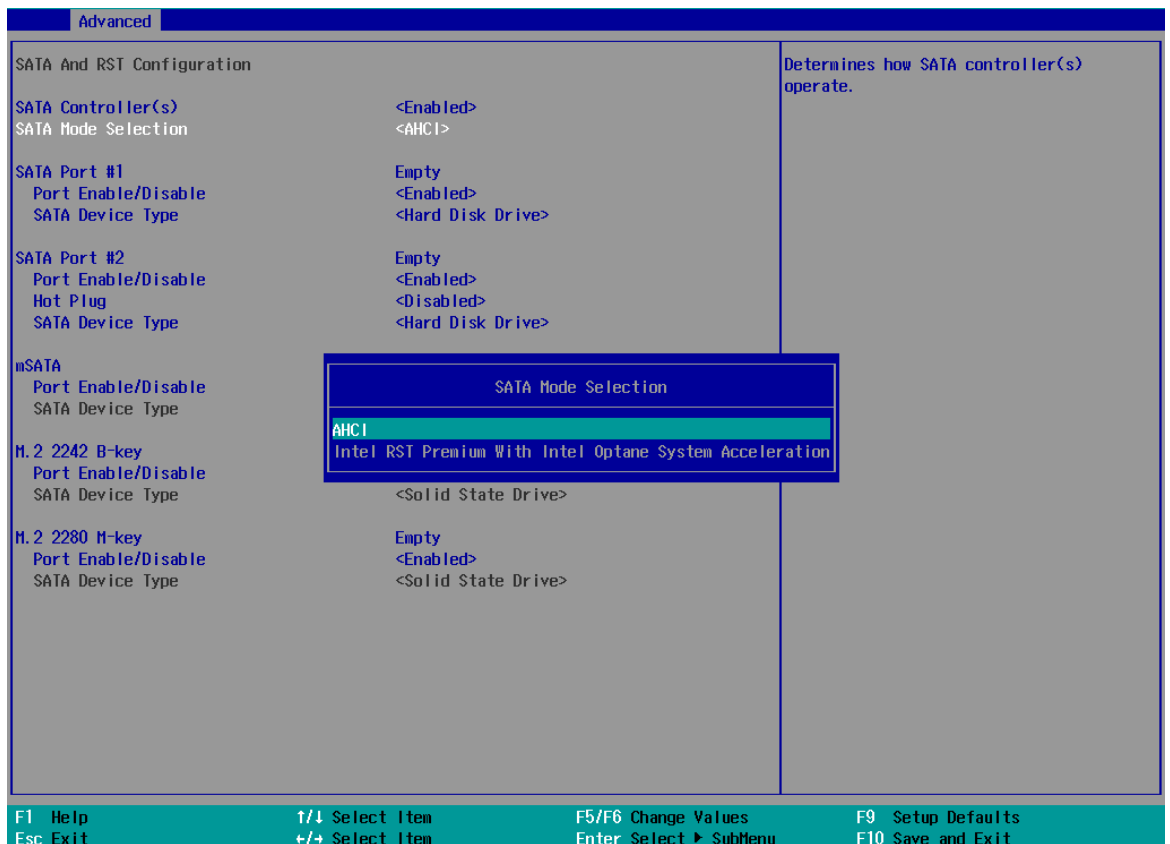 Advanced
SATA And RST Configuration
Determines how SATA controller(s)
operate.
SATA Controller(s) <Enabled>
SATA Mode Selection <AHCI>
SATA Port #1 Empty
Port Enable/Disable <Enabled>
SATA Device Type <Hard Disk Drive>
SATA Port #2 Empty
Port Enable/Disable <Enabled>
Hot Plug <Disabled>
SATA Device Type <Hard Disk Drive>
mSATA
Port Enable/Disable
SATA Device Type
SATA Mode Selection
AHCI
Intel RST Premium With Intel Optane System Acceleration
M.2 2242 B-key
Port Enable/Disable
SATA Device Type <Solid State Drive>
M.2 2280 M-key Empty
Port Enable/Disable <Enabled>
SATA Device Type <Solid State Drive>
F1 Help ↑/↓ Select Item F5/F6 Change Values F9 Setup Defaults
Esc Exit ←/→ Select Item Enter Select ▶ SubMenu F10 Save and Exit